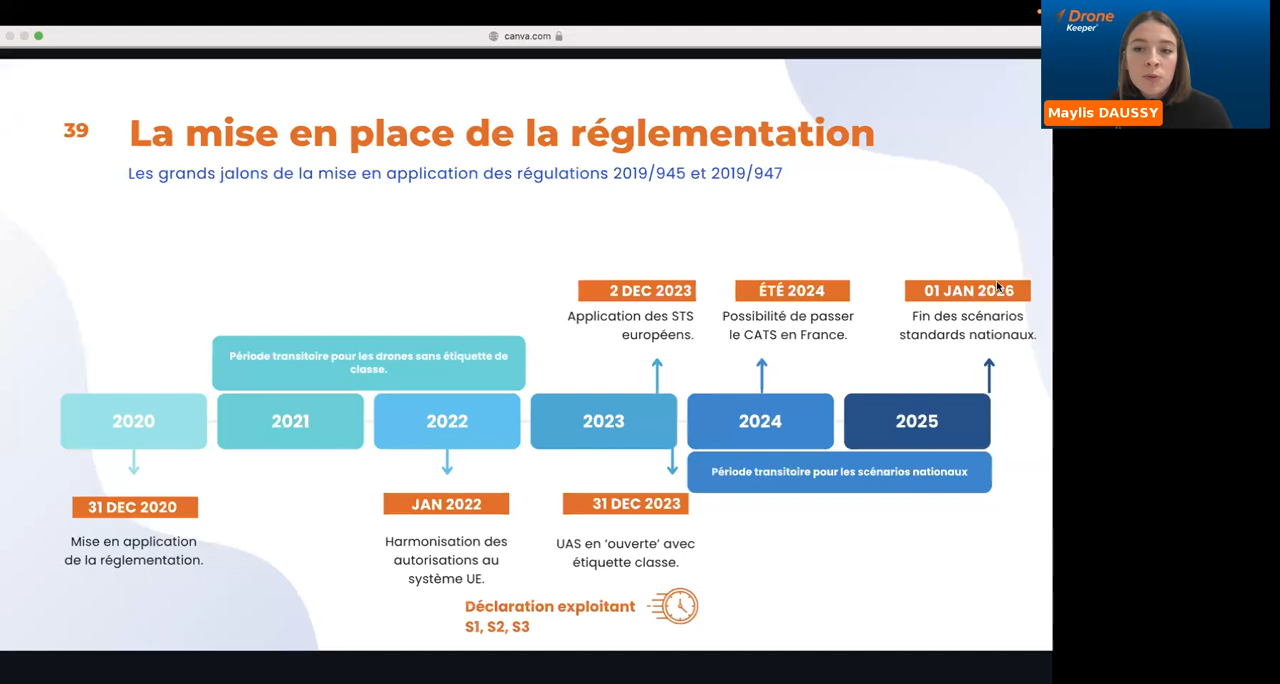 canva.com
Drone
Keeper
Maylis DAUSSY
39
La mise en place de la réglementation
Les grands jalons de la mise en application des régulations 2019/945 et 2019/947
2 DEC 2023
Application des STS
européens.
ÉTÉ 2024
Possibilité de passer
le CATS en France.
01 JAN 2026
Fin des scénarios
standards nationaux.
Période transitoire pour les drones sans étiquette de
classe.
2020
2021
2022
2023
2024
2025
Période transitoire pour les scénarios nationaux
31 DEC 2020
Mise en application
de la réglementation.
JAN 2022
Harmonisation des
autorisations au
système UE.
31 DEC 2023
UAS en ‘ouverte’ avec
étiquette classe.
Déclaration exploitant
S1, S2, S3